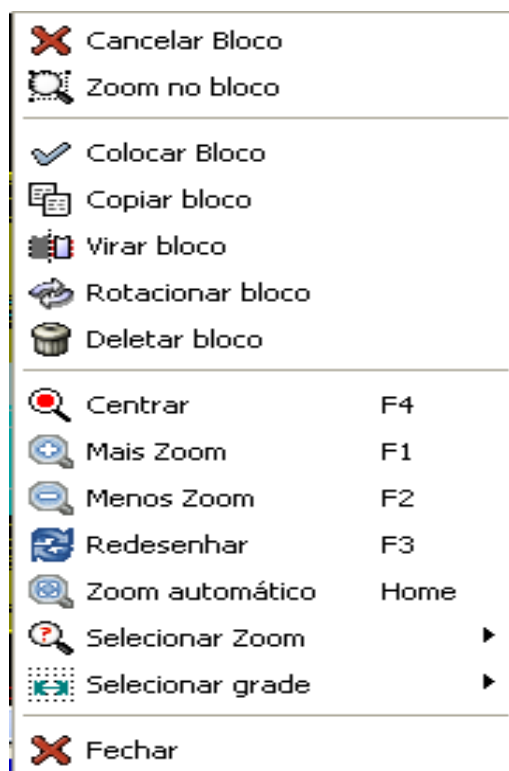 Cancelar Bloco
Zoom no bloco
Colocar Bloco
Copiar bloco
Virar bloco
Rotacionar bloco
Deletar bloco
Centrar F4
Mais Zoom F1
Menos Zoom F2
Redesenhar F3
Zoom automático Home
Selecionar Zoom
Selecionar grade
Fechar